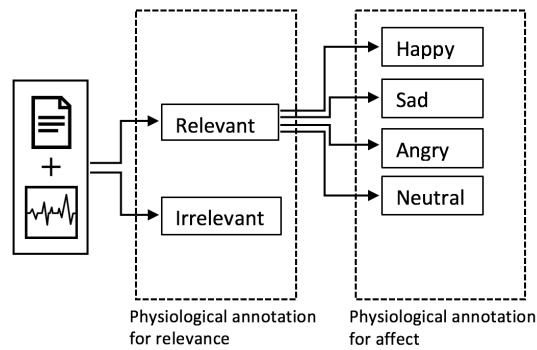 +
Relevant
Irrelevant
Happy
Sad
Angry
Neutral
Physiological annotation
for relevance
Physiological annotation
for affect